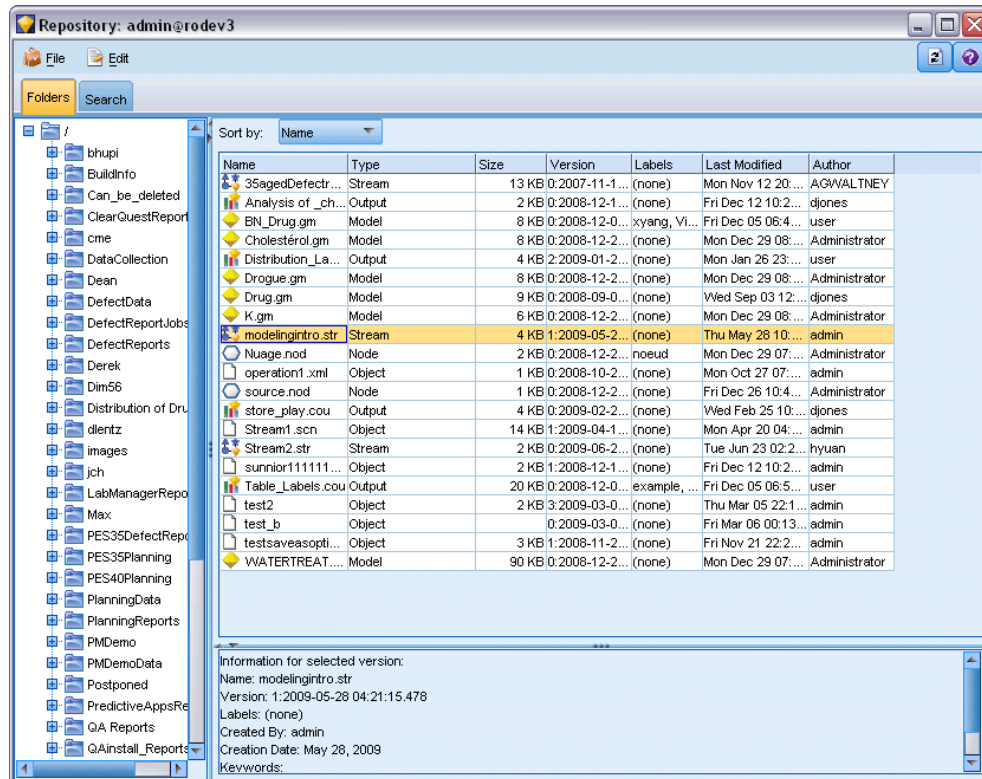 Repository: admin@rodev3
File Edit
Folders Search
/
bhupi
BuildInfo
Can_be_deleted
ClearQuestReport
cme
DataCollection
Dean
DefectData
DefectReportJobs
DefectReports
Derek
Dim56
Distribution of Dru
dlentz
images
jch
LabManagerRepo
Max
PES35DefectRepo
PES35Planning
PES40Planning
PlanningData
PlanningReports
PMDemo
PMDemoData
Postponed
PredictiveAppsRe
QA Reports
QAinstall_Reports
Sort by: Name
Name Type Size Version Labels Last Modified Author
35agedDefectr... Stream 13 KB 0:2007-11-1... (none) Mon Nov 12 20:... AGWALTNEY
Analysis of _ch... Output 2 KB 0:2008-12-1... (none) Fri Dec 12 10:2... djones
BN_Drug.gm Model 8 KB 0:2008-12-0... xyang, Vi... Fri Dec 05 06:4... user
Cholestérol.gm Model 8 KB 0:2008-12-2... (none) Mon Dec 29 08:... Administrator
Distribution_La... Output 4 KB 2:2009-01-2... (none) Mon Jan 26 23:... user
Drogue.gm Model 8 KB 0:2008-12-2... (none) Mon Dec 29 08:... Administrator
Drug.gm Model 9 KB 0:2008-09-0... (none) Wed Sep 03 12:... djones
K.gm Model 6 KB 0:2008-12-2... (none) Mon Dec 29 08:... Administrator
modelingintro.str Stream 4 KB 1:2009-05-2... (none) Thu May 28 10:... admin
Nuage.nod Node 2 KB 0:2008-12-2... noeud Mon Dec 29 07:... Administrator
operation1.xml Object 1 KB 0:2008-10-2... (none) Mon Oct 27 07:... admin
source.nod Node 1 KB 0:2008-12-2... (none) Fri Dec 26 10:4... Administrator
store_play.cou Output 4 KB 0:2009-02-2... (none) Wed Feb 25 10:... djones
Stream1.scn Object 14 KB 1:2009-04-1... (none) Mon Apr 20 04:... admin
Stream2.str Stream 2 KB 0:2009-06-2... (none) Tue Jun 23 02:2... hyuan
sunnior111111... Object 2 KB 1:2008-12-1... (none) Fri Dec 12 10:2... admin
Table_Labels.cou Output 20 KB 0:2008-12-0... example, ... Fri Dec 05 06:5... user
test2 Object 2 KB 3:2009-03-0... (none) Thu Mar 05 22:1... admin
test_b Object 0:2009-03-0... (none) Fri Mar 06 00:13... admin
testsaveasopti... Object 3 KB 1:2008-11-2... (none) Fri Nov 21 22:2... admin
WATERTREAT.... Model 90 KB 0:2008-12-2... (none) Mon Dec 29 07:... Administrator
Information for selected version:
Name: modelingintro.str
Version: 1:2009-05-28 04:21:15.478
Labels: (none)
Created By: admin
Creation Date: May 28, 2009
Keywords: